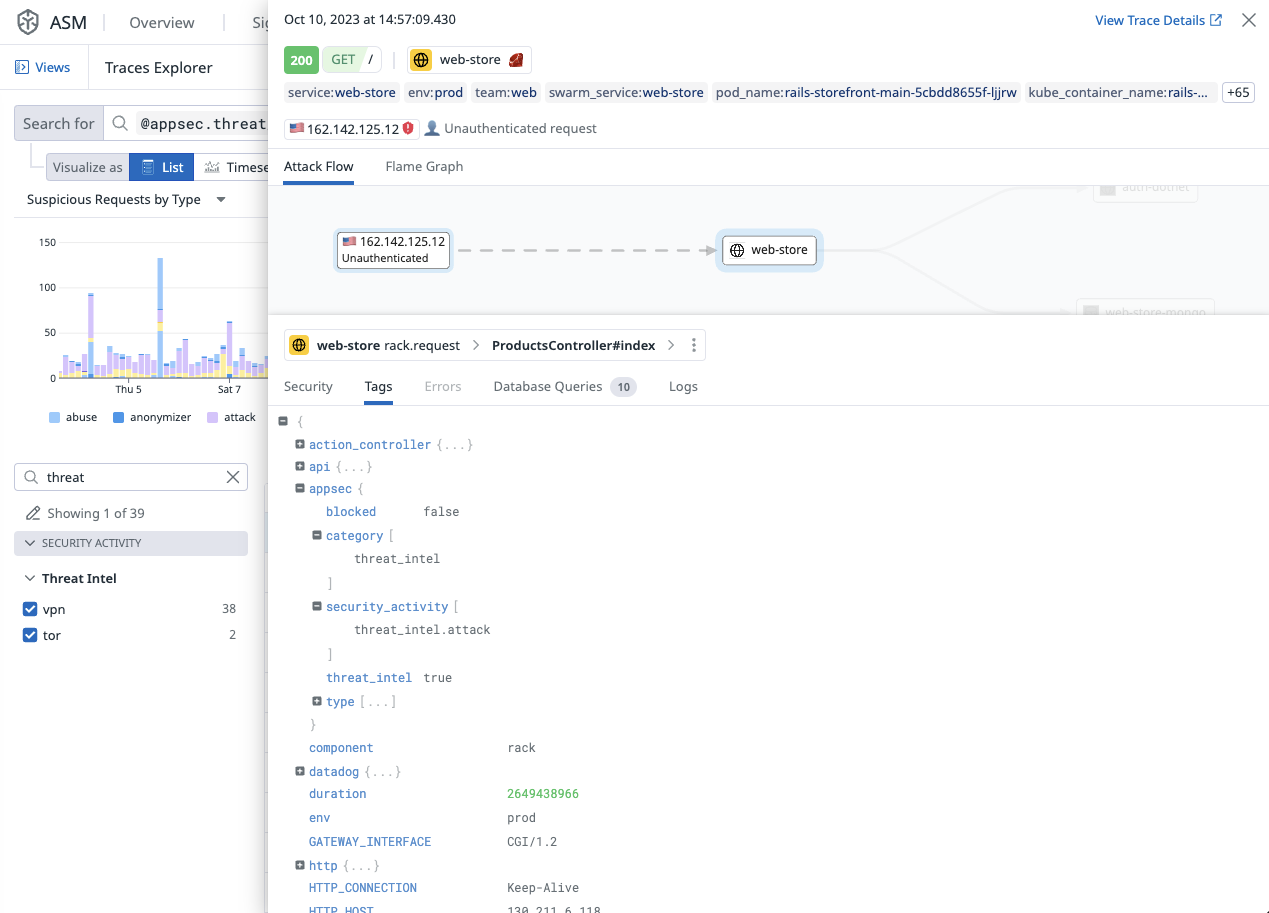 ASM Overview
Views Traces Explorer
Search for @appsec.threat
Visualize as List
Suspicious Requests by Type
150
100
50
0
Thu 5 Sat 7
abuse anonymizer attack
threat
Showing 1 of 39
SECURITY ACTIVITY
Threat Intel
vpn 38
tor 2
Oct 10, 2023 at 14:57:09.430 View Trace Details
200 GET / web-store
service:web-store env:prod team:web swarm_service:web-store pod_name:rails-storefront-main-5cbdd8655f-ljjrw kube_container_name:rails-... +65
162.142.125.12 Unauthenticated request
Attack Flow Flame Graph
auth-dotnet
162.142.125.12
Unauthenticated
web-store
web-store-mongo
web-store rack.request > ProductsController#index >
Security Tags Errors Database Queries 10 Logs
{
action_controller {...}
api {...}
appsec {
blocked false
category [
threat_intel
]
security_activity [
threat_intel.attack
]
threat_intel true
type [...]
}
component rack
datadog {...}
duration 2649438966
env prod
GATEWAY_INTERFACE CGI/1.2
http {...}
HTTP_CONNECTION Keep-Alive
HTTP_HOST 130.211.6.118